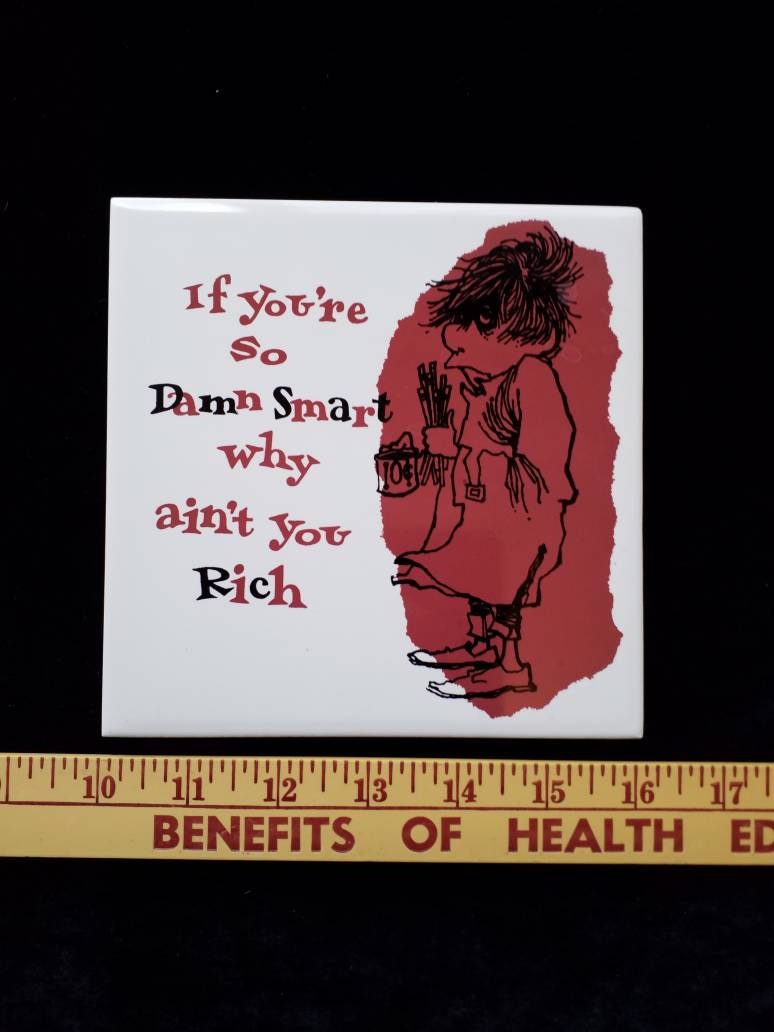 If you're
so
Damn Smart
why
ain't you
Rich
10¢
10 11 12 13 14 15 16 17
BENEFITS OF HEALTH ED